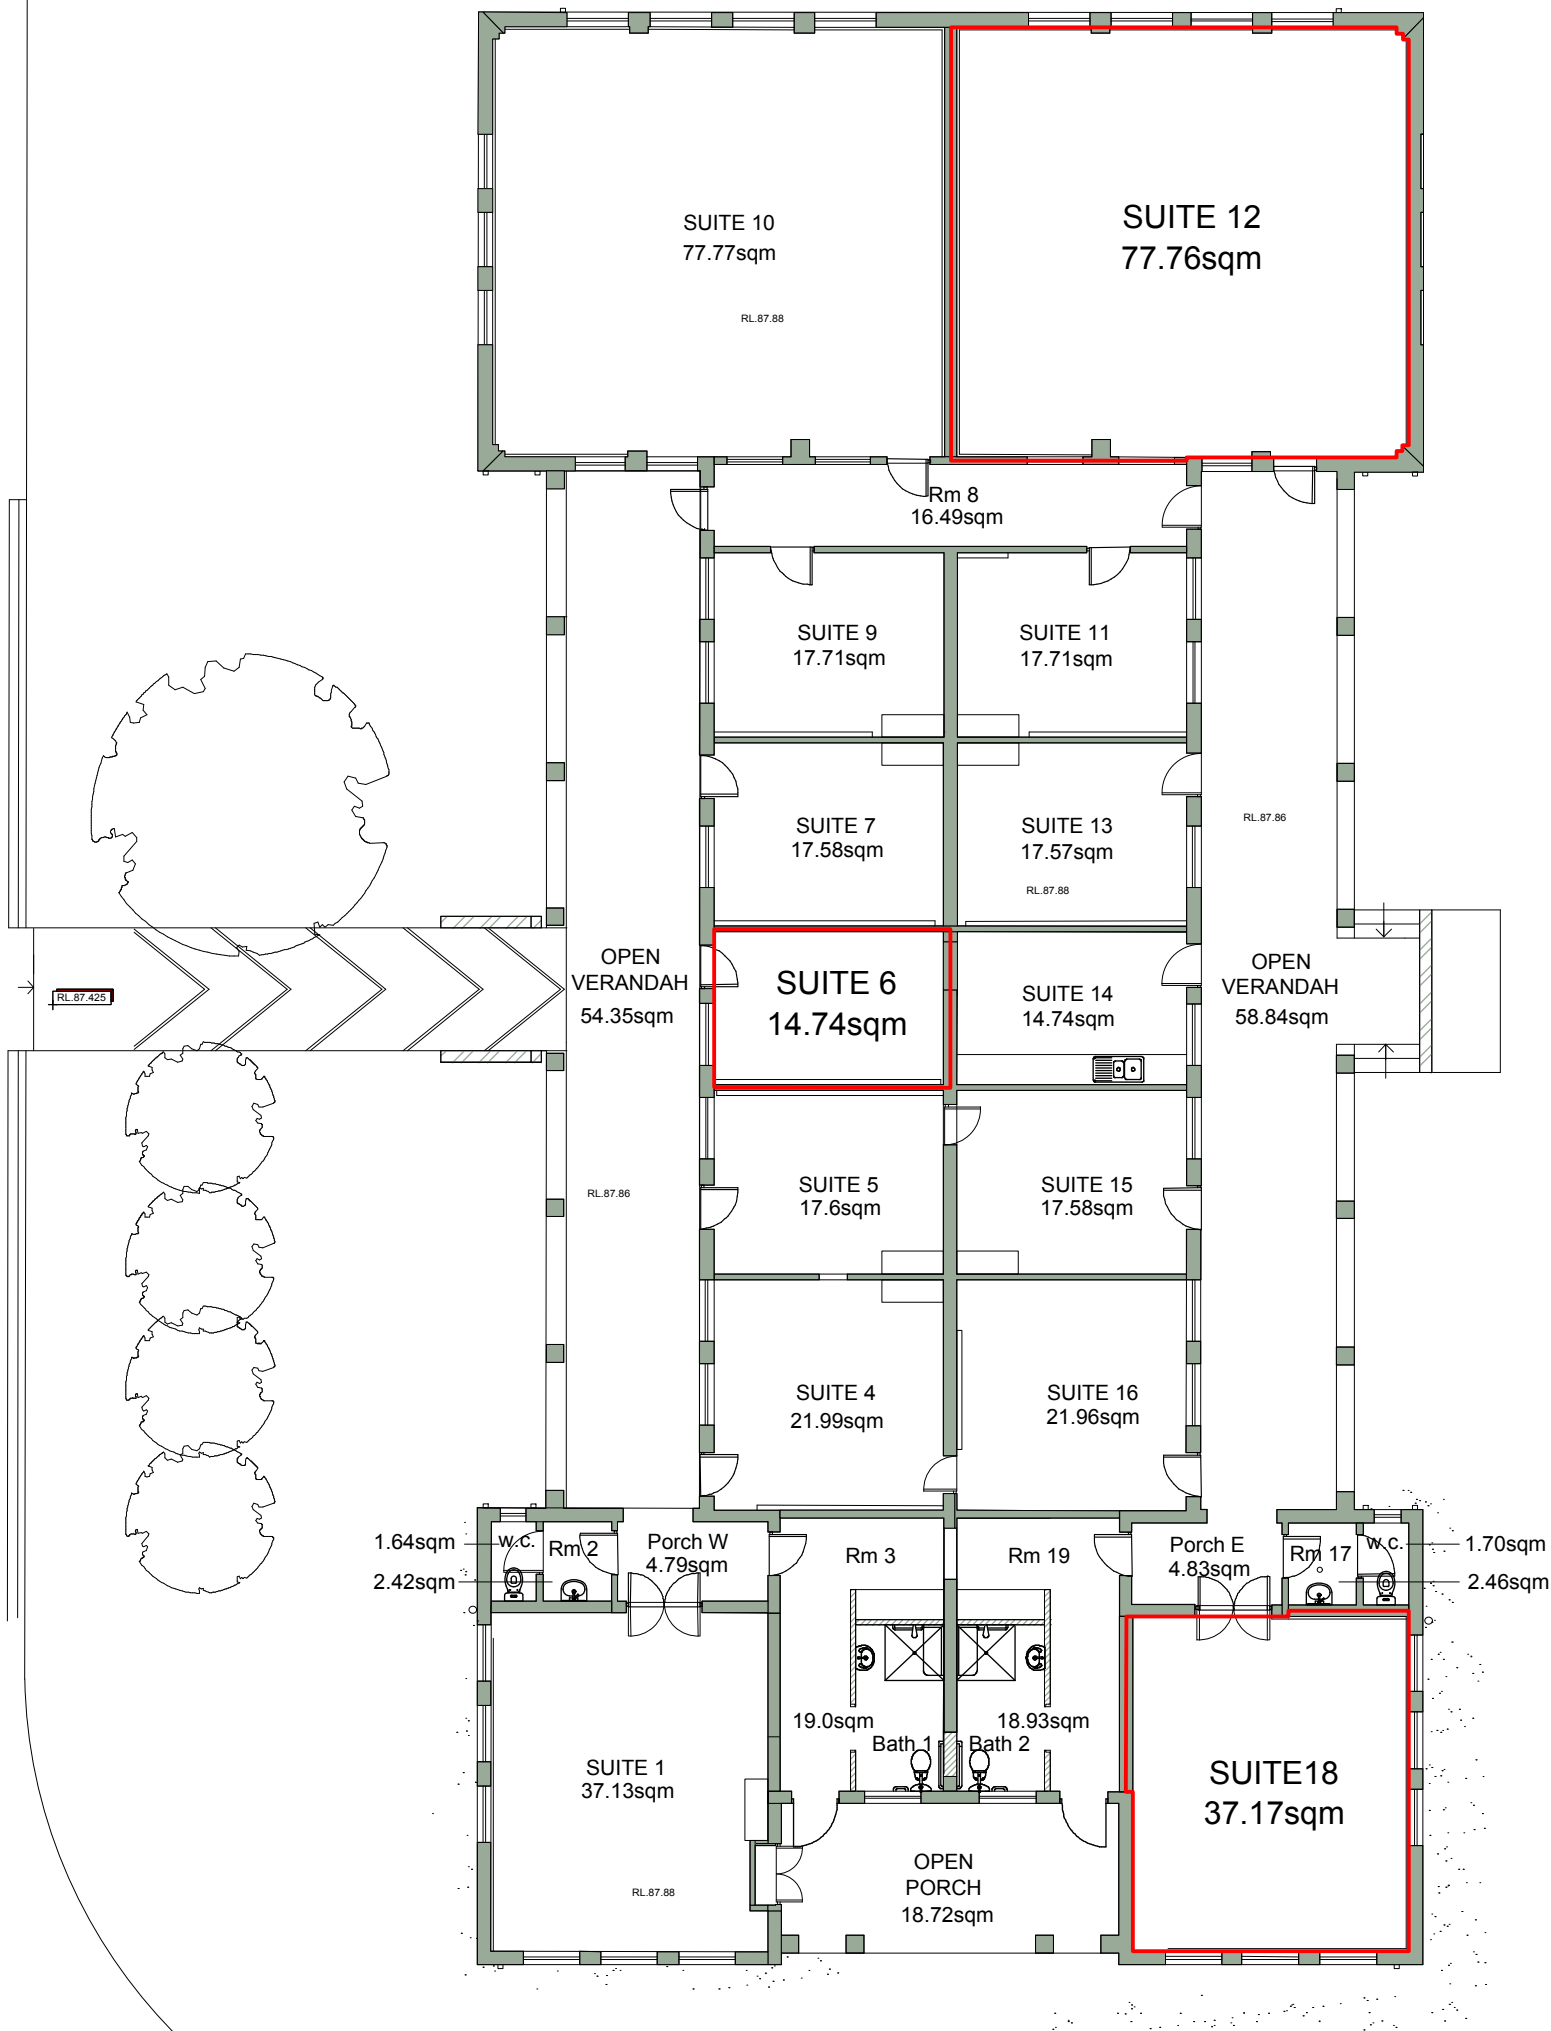 SUITE 10
77.77sqm
RL.87.88
SUITE 12
77.76sqm
Rm 8
16.49sqm
SUITE 9
17.71sqm
SUITE 11
17.71sqm
SUITE 7
17.58sqm
SUITE 13
17.57sqm
RL.87.88
RL.87.86
OPEN
VERANDAH
54.35sqm
SUITE 6
14.74sqm
SUITE 14
14.74sqm
OPEN
VERANDAH
58.84sqm
RL.87.425
RL.87.86
SUITE 5
17.6sqm
SUITE 15
17.58sqm
SUITE 4
21.99sqm
SUITE 16
21.96sqm
1.64sqm
w.c.
Rm 2
2.42sqm
Porch W
4.79sqm
Rm 3
Rm 19
Porch E
4.83sqm
Rm 17
w.c.
1.70sqm
2.46sqm
19.0sqm
Bath 1
18.93sqm
Bath 2
SUITE 1
37.13sqm
RL.87.88
SUITE18
37.17sqm
OPEN
PORCH
18.72sqm